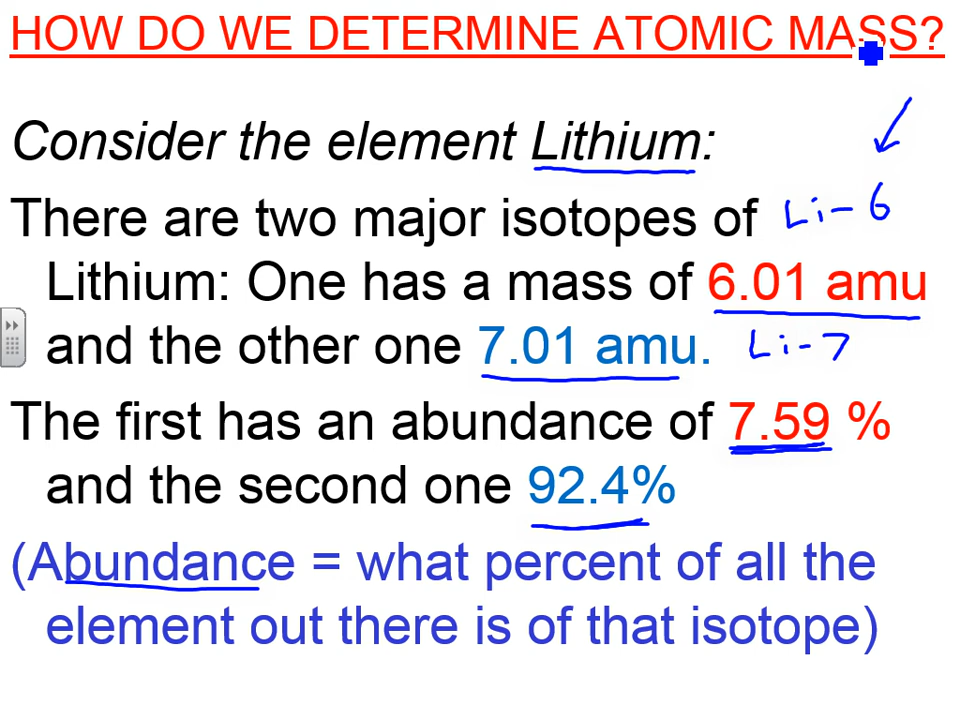 HOW DO WE DETERMINE ATOMIC MASS?
Consider the element Lithium:
There are two major isotopes of Li-6
Lithium: One has a mass of 6.01 amu
and the other one 7.01 amu. Li-7
The first has an abundance of 7.59 %
and the second one 92.4%
(Abundance = what percent of all the
element out there is of that isotope)